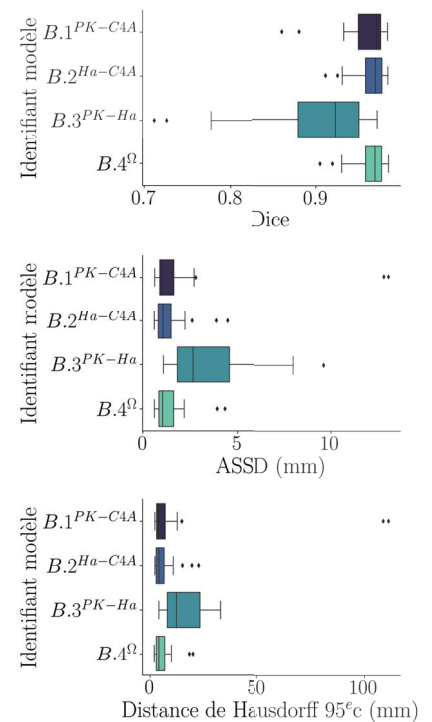 Identifiant modèle
B.1^{PK−C4A}
B.2^{Ha−C4A}
B.3^{PK−Ha}
B.4^Ω
0.7 0.8 0.9
Dice
Identifiant modèle
B.1^{PK−C4A}
B.2^{Ha−C4A}
B.3^{PK−Ha}
B.4^Ω
0 5 10
ASSD (mm)
Identifiant modèle
B.1^{PK−C4A}
B.2^{Ha−C4A}
B.3^{PK−Ha}
B.4^Ω
0 50 100
Distance de Hausdorff 95^ec (mm)